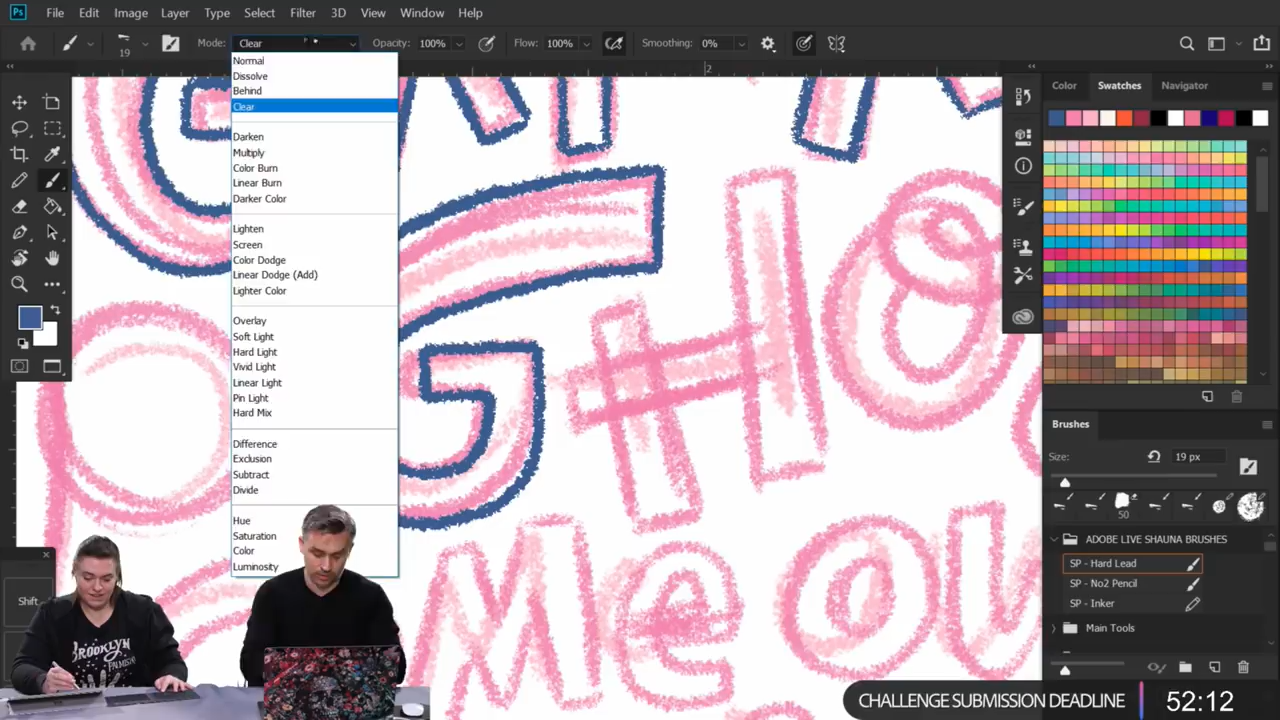 Ps File Edit Image Layer Type Select Filter 3D View Window Help
19 Mode: Clear Opacity: 100% Flow: 100% Smoothing: 0%
2
Normal
Dissolve
Behind
Clear
Darken
Multiply
Color Burn
Linear Burn
Darker Color
Lighten
Screen
Color Dodge
Linear Dodge (Add)
Lighter Color
Overlay
Soft Light
Hard Light
Vivid Light
Linear Light
Pin Light
Hard Mix
Difference
Exclusion
Subtract
Divide
Hue
Saturation
Color
Luminosity
Color Swatches Navigator
Brushes
Size: 19 px
50
ADOBE LIVE SHAUNA BRUSHES
SP - Hard Lead
SP - No2 Pencil
SP - Inker
Main Tools
Shift
BROOKLYN
CHALLENGE SUBMISSION DEADLINE 52:12